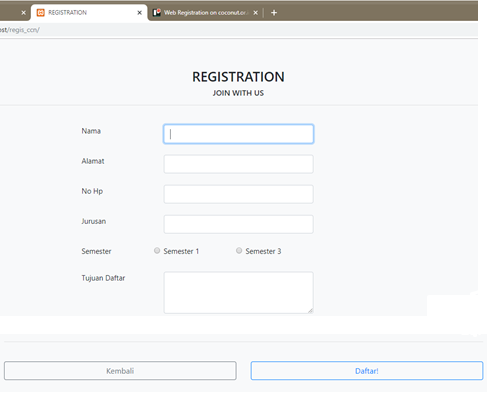 REGISTRATION
Web Registration on coconut.or.
ost/regis_ccn/
REGISTRATION
JOIN WITH US
Nama
Alamat
No Hp
Jurusan
Semester
Semester 1
Semester 3
Tujuan Daftar
Kembali
Daftar!